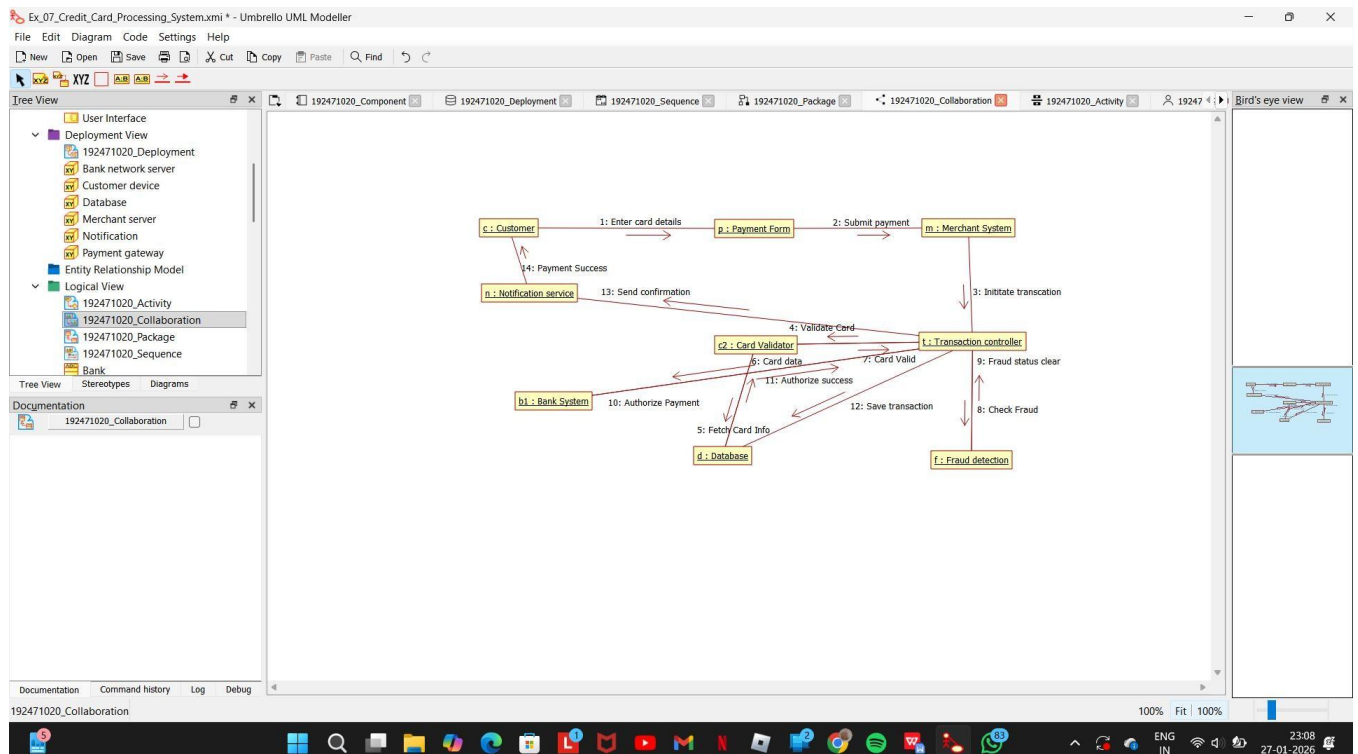 Ex_07_Credit_Card_Processing_System.xmi * - Umbrello UML Modeller
File Edit Diagram Code Settings Help
New Open Save Cut Copy Paste Find
XYZ XYZ A:B A:B
Tree View
192471020_Component 192471020_Deployment 192471020_Sequence 192471020_Package 192471020_Collaboration 192471020_Activity 19247
Bird's eye view
User Interface
Deployment View
192471020_Deployment
Bank network server
Customer device
Database
Merchant server
Notification
Payment gateway
Entity Relationship Model
Logical View
192471020_Activity
192471020_Collaboration
192471020_Package
192471020_Sequence
Bank
Tree View Stereotypes Diagrams
Documentation
192471020_Collaboration
c : Customer
1: Enter card details
p : Payment Form
2: Submit payment
m : Merchant System
14: Payment Success
n : Notification service
13: Send confirmation
3: Inititate transcation
4: Validate Card
c2 : Card Validator
t : Transaction controller
6: Card data
7: Card Valid
9: Fraud status clear
11: Authorize success
b1 : Bank System
10: Authorize Payment
12: Save transaction
8: Check Fraud
5: Fetch Card Info
d : Database
f : Fraud detection
Documentation Command history Log Debug
192471020_Collaboration
100% Fit 100%
5
L 1
2
W
83
ENG
IN
23:08
27-01-2026